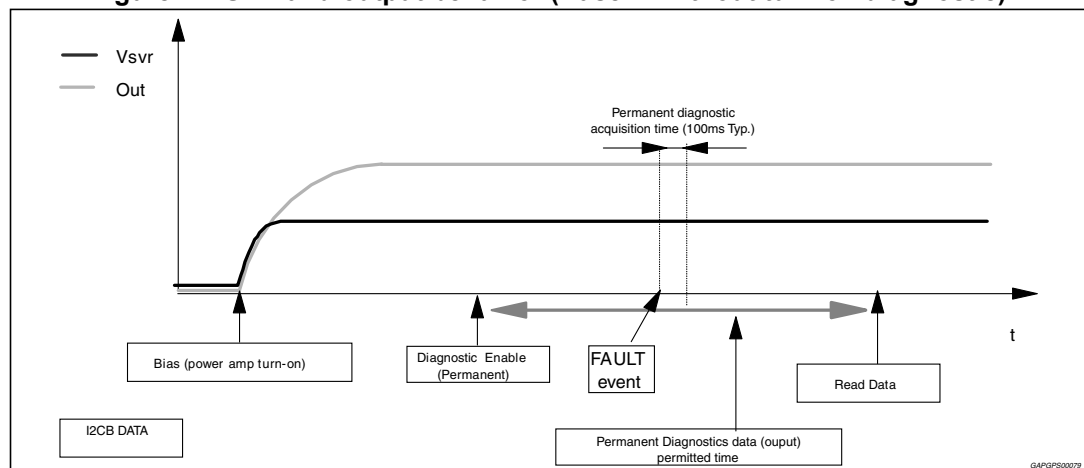 Vsvr
Out
Permanent diagnostic
acquisition time (100ms Typ.)
t
Bias (power amp turn-on)
Diagnostic Enable
(Permanent)
FAULT
event
Read Data
I2CB DATA
Permanent Diagnostics data (ouput)
permitted time
GAPGPS00079